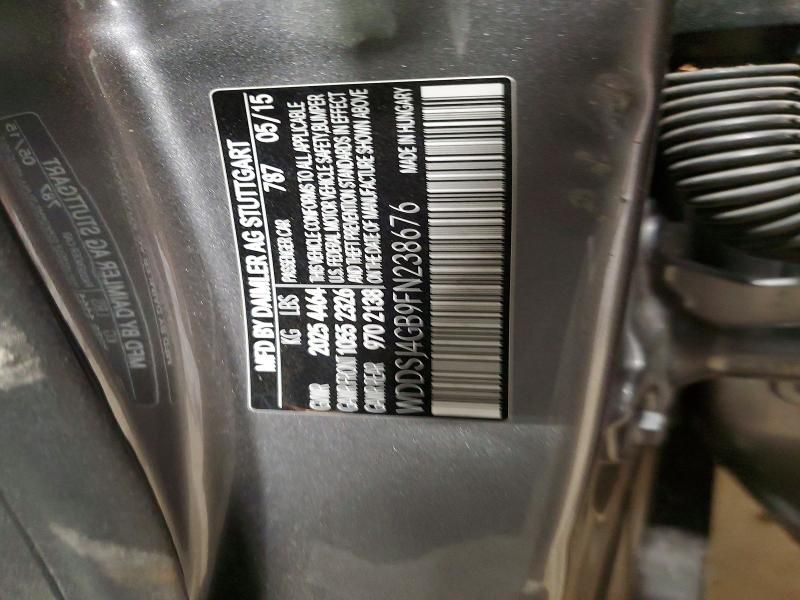 MFD BY DAIMLER AG STUTTGART
KG LBS PASSENGER CAR 787 05/15
GVWR 2025 4464 THIS VEHICLE CONFORMS TO ALL APPLICABLE
GAWR FRONT 1055 2326 U.S. FEDERAL MOTOR VEHICLE SAFETY, BUMPER
GAWR REAR 970 2138 AND THEFT PREVENTION STANDARDS IN EFFECT
ON THE DATE OF MANUFACTURE SHOWN ABOVE
WDDSJ4GB9FN238676 MADE IN HUNGARY